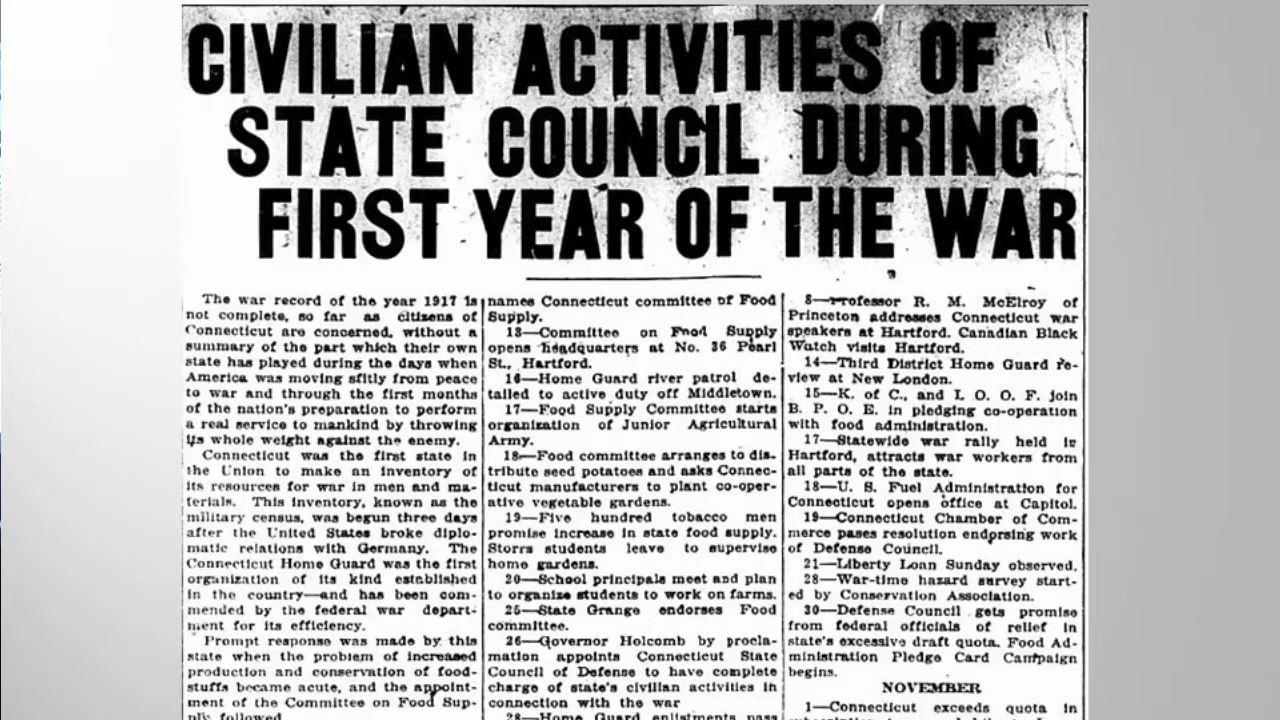 CIVILIAN ACTIVITIES OF
STATE COUNCIL DURING
FIRST YEAR OF THE WAR
The war record of the year 1917 is
not complete, so far as citizens of
Connecticut are concerned, without a
summary of the part which their own
state has played during the days when
America was moving sfitly from peace
to war and through the first months
of the nation's preparation to perform
a real service to mankind by throwing
its whole weight against the enemy.
Connecticut was the first state in
the Union to make an inventory of
its resources for war in men and ma-
terials. This inventory, known as the
military census, was begun three days
after the United States broke diplo-
matic relations with Germany. The
Connecticut Home Guard was the first
organization of its kind established
in the country—and has been com-
mended by the federal war depart-
ment for its efficiency.
Prompt response was made by this
state when the problem of increased
production and conservation of food-
stuffs became acute, and the appoint-
ment of the Committee on Food Sup-
ply followed
names Connecticut committee of Food
Supply.
13—Committee on Food Supply
opens headquarters at No. 36 Pearl
St., Hartford.
16—Home Guard river patrol de-
tailed to active duty off Middletown.
17—Food Supply Committee starts
organization of Junior Agricultural
Army.
18—Food committee arranges to dis-
tribute seed potatoes and asks Connec-
ticut manufacturers to plant co-oper-
ative vegetable gardens.
19—Five hundred tobacco men
promise increase in state food supply.
Storrs students leave to supervise
home gardens.
20—School principals meet and plan
to organize students to work on farms.
25—State Grange endorses Food
committee.
26—Governor Holcomb by procla-
mation appoints Connecticut State
Council of Defense to have complete
charge of state's civilian activities in
connection with the war
28—Home Guard enlistments pass
8—Professor R. M. McElroy of
Princeton addresses Connecticut war
speakers at Hartford. Canadian Black
Watch visits Hartford.
14—Third District Home Guard re-
view at New London.
15—K. of C., and I. O. O. F. join
B. P. O. E. in pledging co-operation
with food administration.
17—Statewide war rally held in
Hartford, attracts war workers from
all parts of the state.
18—U. S. Fuel Administration for
Connecticut opens office at Capitol.
19—Connecticut Chamber of Com-
merce pases resolution endorsing work
of Defense Council.
21—Liberty Loan Sunday observed.
28—War-time hazard survey start-
ed by Conservation Association.
30—Defense Council gets promise
from federal officials of relief in
state's excessive draft quota. Food Ad-
ministration Pledge Card Campaign
begins.
NOVEMBER
1—Connecticut exceeds quota in